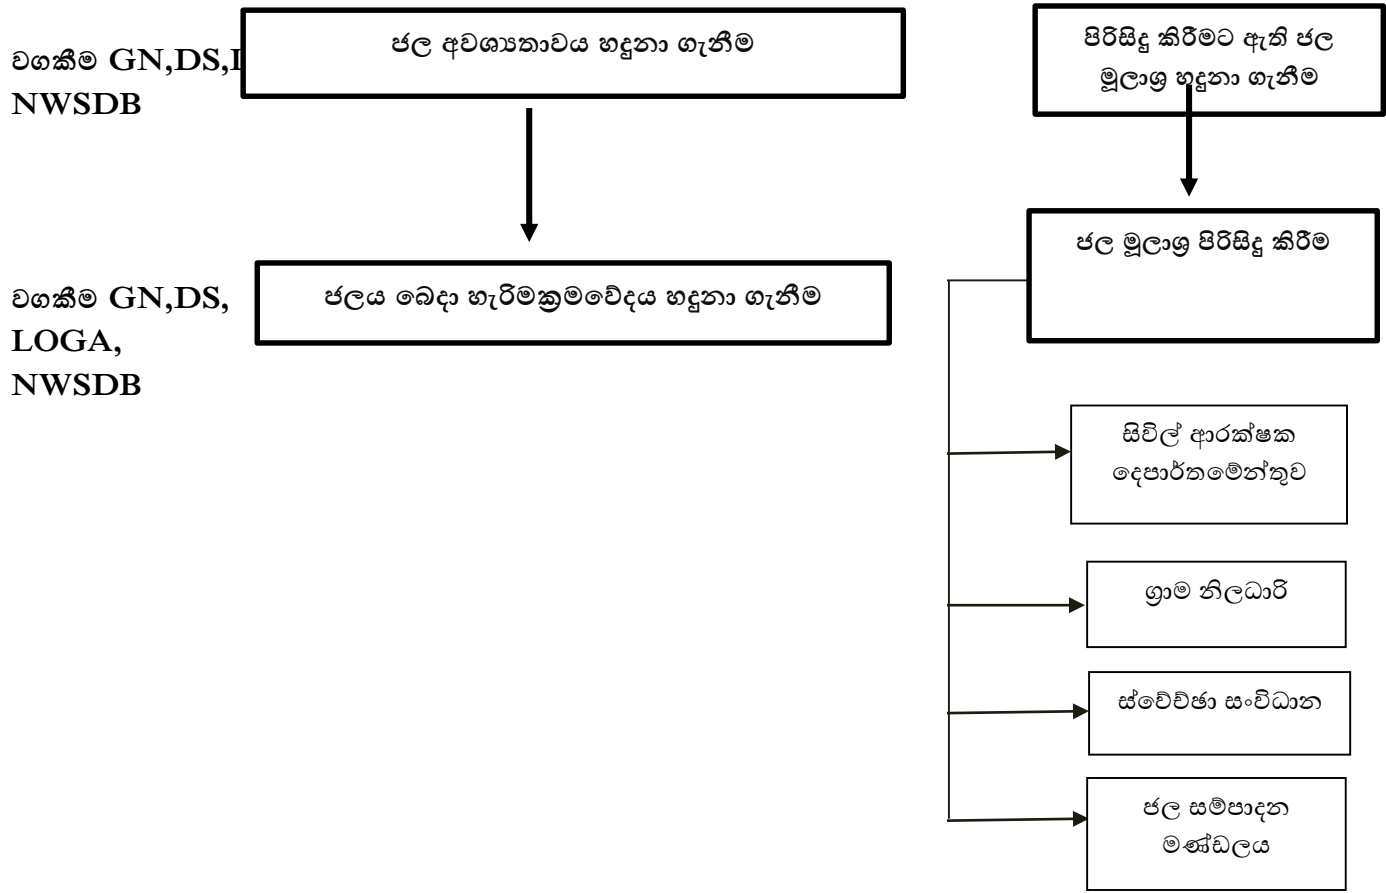 වගකීම GN,DS,
NWSDB
ජල අවශ්‍යතාවය හදුනා ගැනීම
වගකීම GN,DS,
LOGA,
NWSDB
ජලය බෙදා හැරිමක්‍රමවේදය හදුනා ගැනීම
පිරිසිදු කිරීමට ඇති ජල
මූලාශ්‍ර හදුනා ගැනීම
ජල මූලාශ්‍ර පිරිසිදු කිරීම
සිවිල් ආරක්ෂක
දෙපාර්තමේන්තුව
ග්‍රාම නිලධාරි
ස්වේච්ඡා සංවිධාන
ජල සම්පාදන
මණ්ඩලය